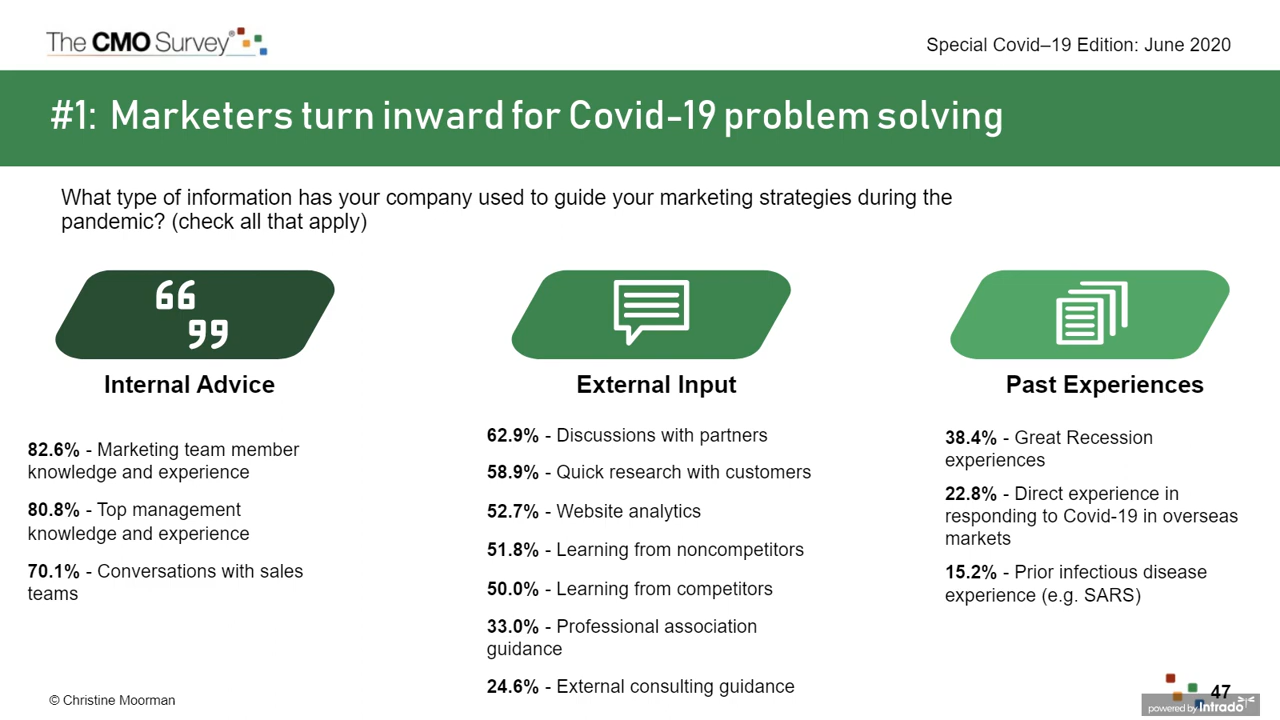 The CMO Survey®
Special Covid–19 Edition: June 2020
#1: Marketers turn inward for Covid-19 problem solving
What type of information has your company used to guide your marketing strategies during the
pandemic? (check all that apply)
Internal Advice
82.6% - Marketing team member
knowledge and experience
80.8% - Top management
knowledge and experience
70.1% - Conversations with sales
teams
External Input
62.9% - Discussions with partners
58.9% - Quick research with customers
52.7% - Website analytics
51.8% - Learning from noncompetitors
50.0% - Learning from competitors
33.0% - Professional association
guidance
24.6% - External consulting guidance
Past Experiences
38.4% - Great Recession
experiences
22.8% - Direct experience in
responding to Covid-19 in overseas
markets
15.2% - Prior infectious disease
experience (e.g. SARS)
© Christine Moorman
47
powered by Intrado